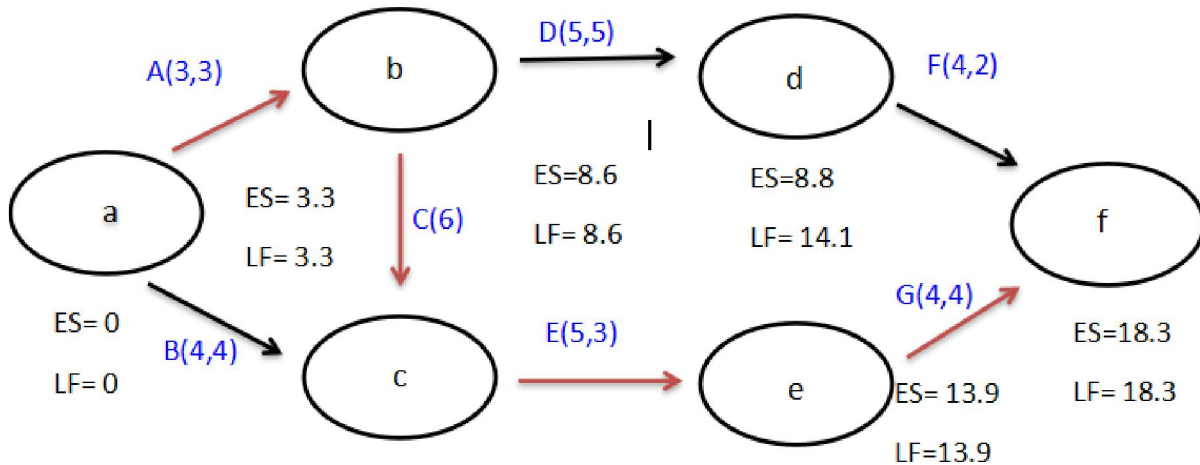 A(3,3)
b
D(5,5)
d
F(4,2)
a
ES= 3.3
LF= 3.3
C(6)
ES=8.6
LF= 8.6
ES=8.8
LF= 14.1
f
ES= 0
LF= 0
B(4,4)
c
E(5,3)
e
G(4,4)
ES= 13.9
LF=13.9
ES=18.3
LF= 18.3